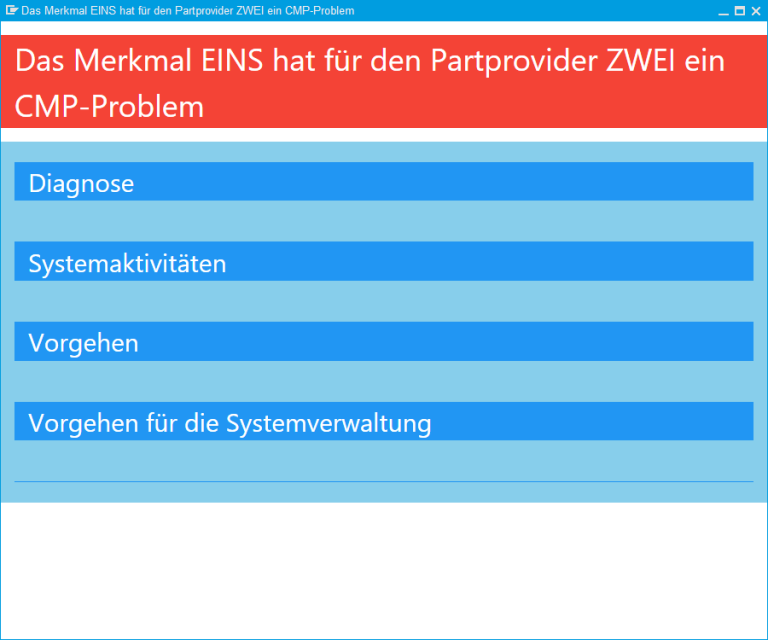 Das Merkmal EINS hat für den Partprovider ZWEI ein CMP-Problem
Das Merkmal EINS hat für den Partprovider ZWEI ein
CMP-Problem
Diagnose
Systemaktivitäten
Vorgehen
Vorgehen für die Systemverwaltung